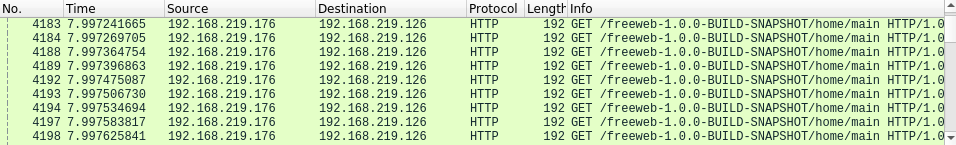 No. Time Source Destination Protocol Length Info
4183 7.997241665 192.168.219.176 192.168.219.126 HTTP 192 GET /freeweb-1.0.0-BUILD-SNAPSHOT/home/main HTTP/1.0
4184 7.997269705 192.168.219.176 192.168.219.126 HTTP 192 GET /freeweb-1.0.0-BUILD-SNAPSHOT/home/main HTTP/1.0
4188 7.997364754 192.168.219.176 192.168.219.126 HTTP 192 GET /freeweb-1.0.0-BUILD-SNAPSHOT/home/main HTTP/1.0
4189 7.997396863 192.168.219.176 192.168.219.126 HTTP 192 GET /freeweb-1.0.0-BUILD-SNAPSHOT/home/main HTTP/1.0
4192 7.997475087 192.168.219.176 192.168.219.126 HTTP 192 GET /freeweb-1.0.0-BUILD-SNAPSHOT/home/main HTTP/1.0
4193 7.997506730 192.168.219.176 192.168.219.126 HTTP 192 GET /freeweb-1.0.0-BUILD-SNAPSHOT/home/main HTTP/1.0
4194 7.997534694 192.168.219.176 192.168.219.126 HTTP 192 GET /freeweb-1.0.0-BUILD-SNAPSHOT/home/main HTTP/1.0
4197 7.997583817 192.168.219.176 192.168.219.126 HTTP 192 GET /freeweb-1.0.0-BUILD-SNAPSHOT/home/main HTTP/1.0
4198 7.997625841 192.168.219.176 192.168.219.126 HTTP 192 GET /freeweb-1.0.0-BUILD-SNAPSHOT/home/main HTTP/1.0